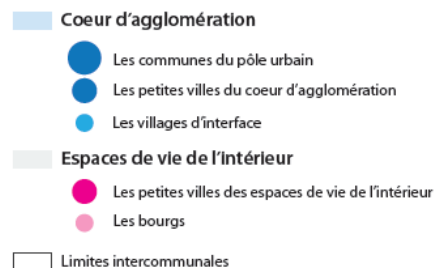 Coeur d'agglomération
Les communes du pôle urbain
Les petites villes du coeur d'agglomération
Les villages d'interface
Espaces de vie de l'intérieur
Les petites villes des espaces de vie de l'intérieur
Les bourgs
Limites intercommunales